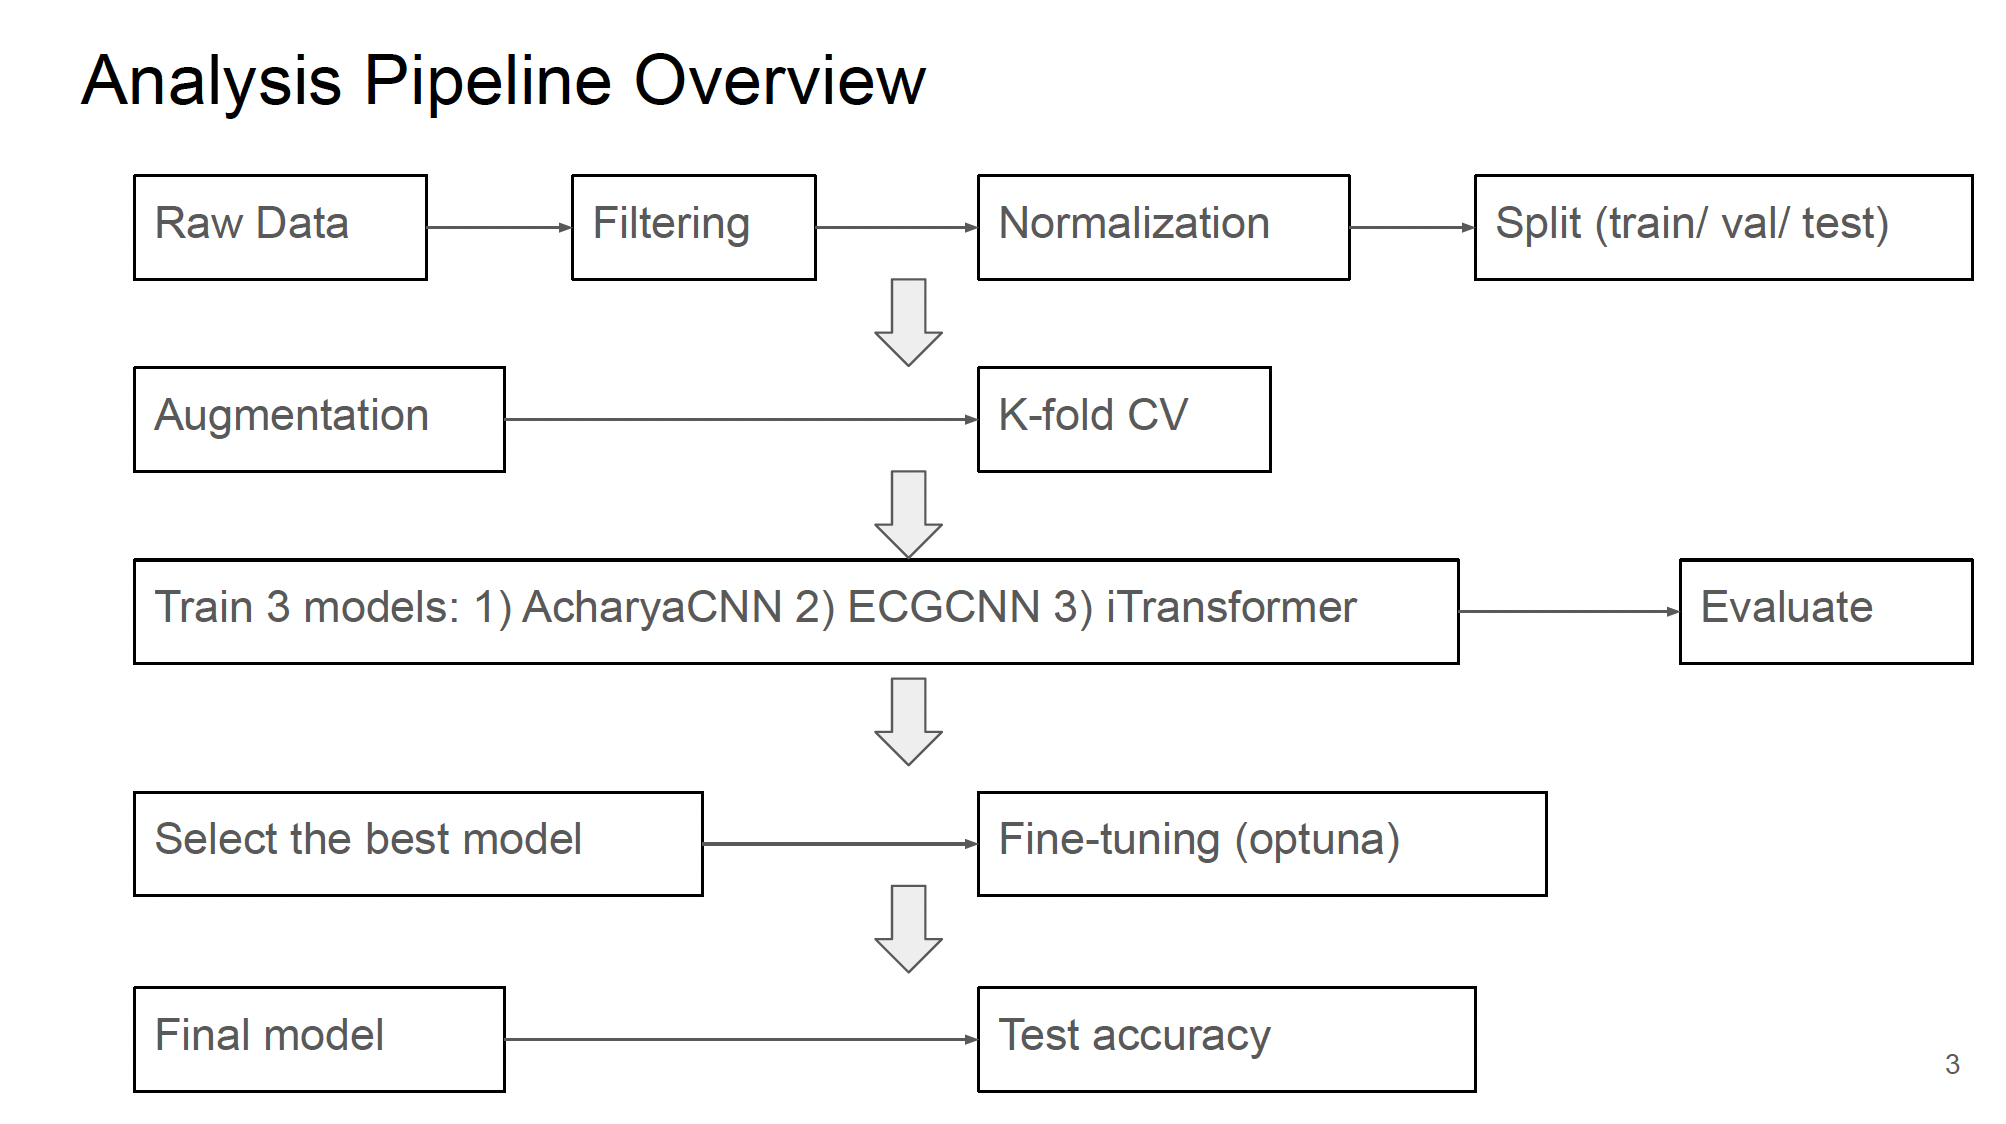 Analysis Pipeline Overview
Raw Data
Filtering
Normalization
Split (train/ val/ test)
Augmentation
K-fold CV
Train 3 models: 1) AcharyaCNN 2) ECGCNN 3) iTransformer
Evaluate
Select the best model
Fine-tuning (optuna)
Final model
Test accuracy
3